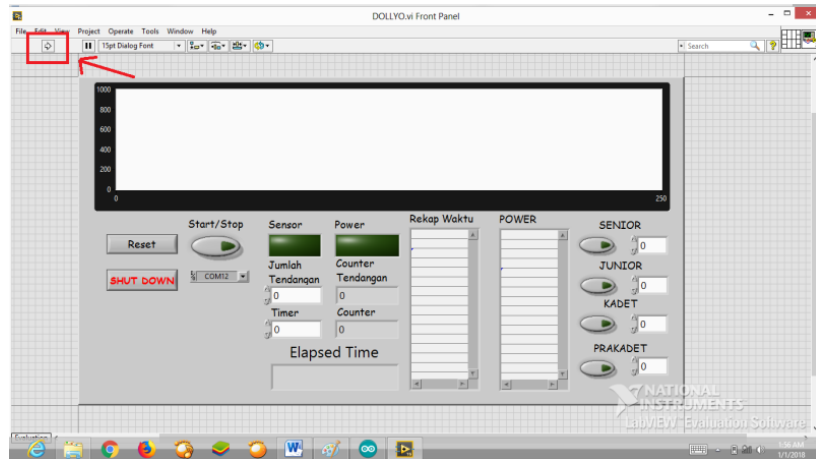 DOLLYO.vi Front Panel
File Edit View Project Operate Tools Window Help
15pt Dialog Font
Search
1000
800
600
400
200
0
0 250
Start/Stop Sensor Power Rekap Waktu POWER SENIOR
Reset
0
Jumlah Tendangan
Counter Tendangan
JUNIOR
SHUT DOWN COM12
0
0 0
KADET
Timer Counter
0 0 0
PRAKADET
Elapsed Time
0
NATIONAL
INSTRUMENTS
LabVIEW Evaluation Software
1:56 AM
1/1/2018